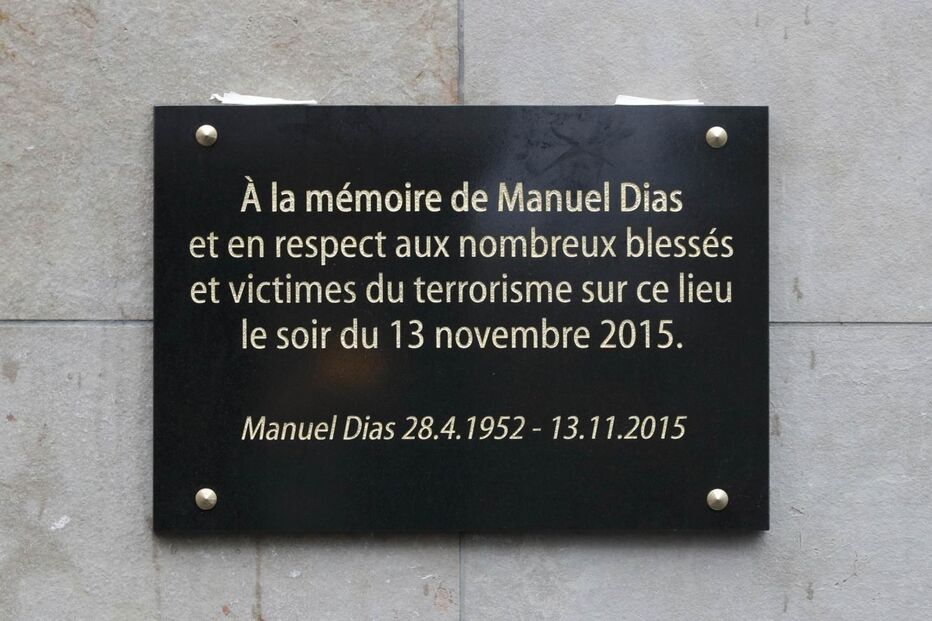 À la mémoire de Manuel Dias
et en respect aux nombreux blessés
et victimes du terrorisme sur ce lieu
le soir du 13 novembre 2015.
Manuel Dias 28.4.1952 - 13.11.2015